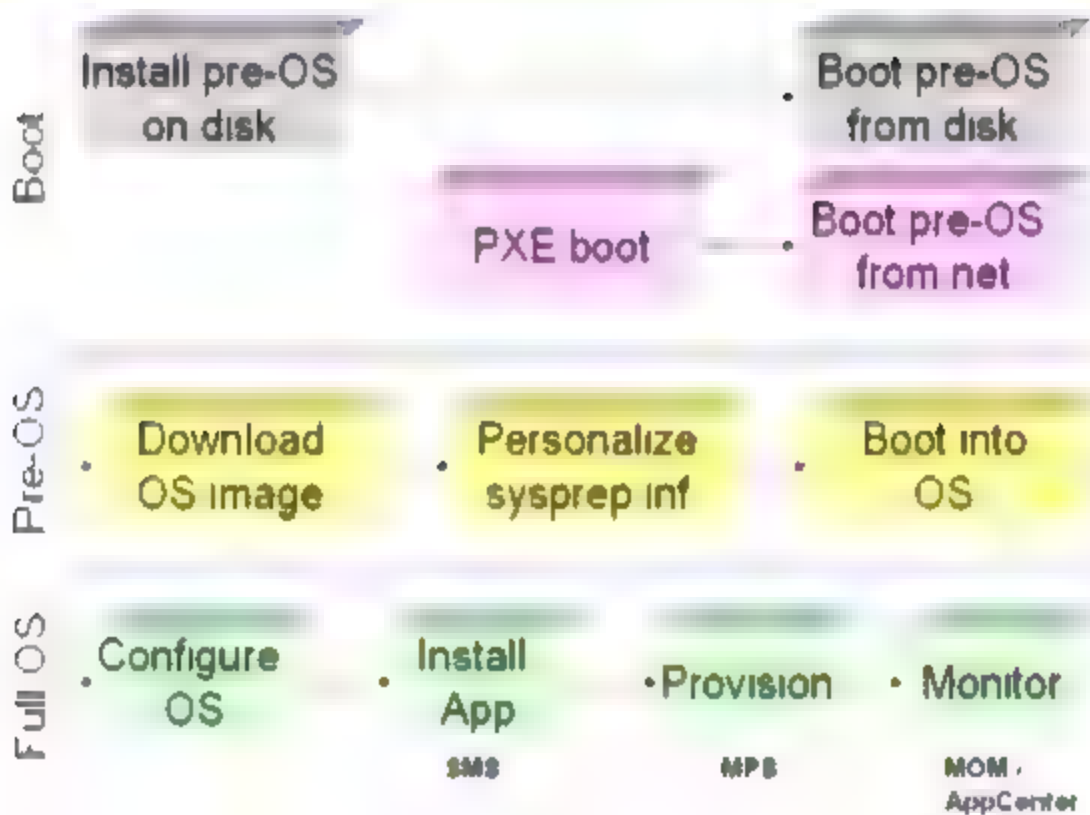 Boot
Install pre-OS
on disk
Boot pre-OS
from disk
PXE boot
Boot pre-OS
from net
Pre-OS
Download
OS image
Personalize
sysprep inf
Boot into
OS
Full OS
Configure
OS
Install
App
SMS
Provision
MPS
Monitor
MOM,
AppCenter